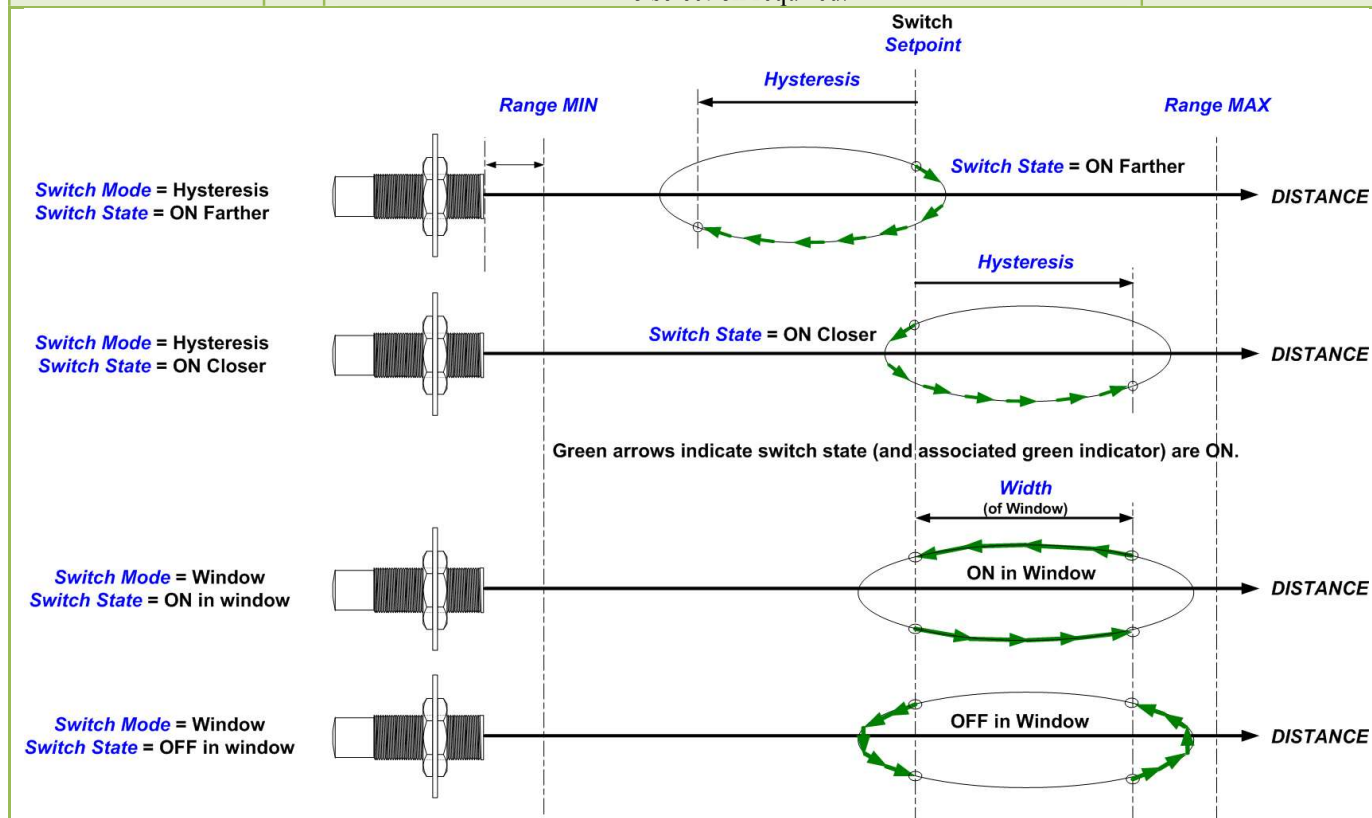 Switch
Setpoint
Hysteresis
Range MIN
Range MAX
Switch State = ON Farther
Switch Mode = Hysteresis
Switch State = ON Farther
DISTANCE
Hysteresis
Switch State = ON Closer
Switch Mode = Hysteresis
Switch State = ON Closer
DISTANCE
Green arrows indicate switch state (and associated green indicator) are ON.
Width
(of Window)
ON in Window
Switch Mode = Window
Switch State = ON in window
DISTANCE
OFF in Window
Switch Mode = Window
Switch State = OFF in window
DISTANCE